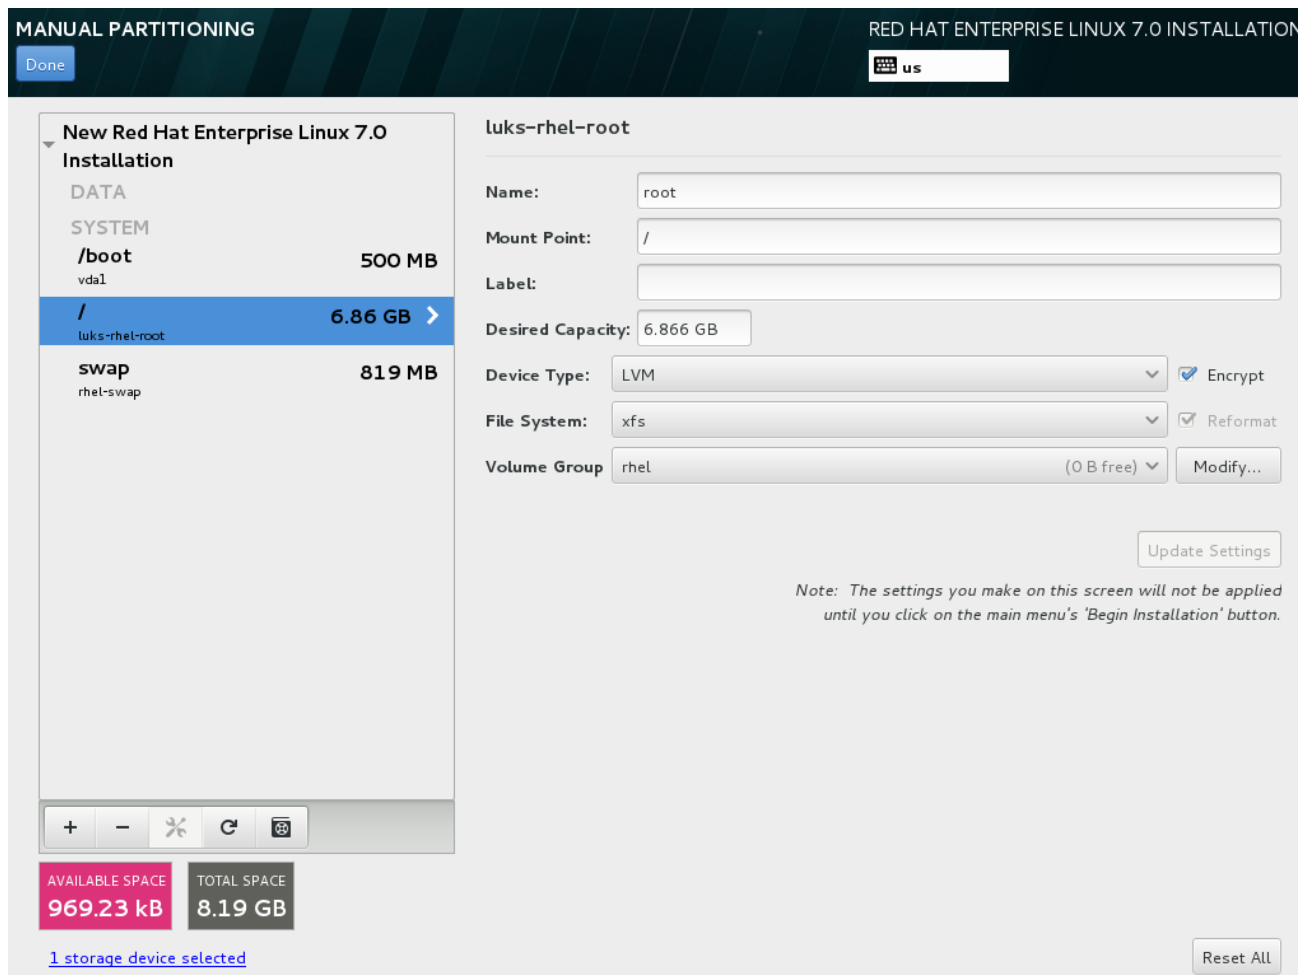 MANUAL PARTITIONING
RED HAT ENTERPRISE LINUX 7.0 INSTALLATION
Done
us
New Red Hat Enterprise Linux 7.0
Installation
DATA
SYSTEM
/boot
500 MB
vda1
/
6.86 GB
luks-rhel-root
swap
819 MB
rhel-swap
luks-rhel-root
Name:
root
Mount Point:
/
Label:
Desired Capacity:
6.866 GB
Device Type:
LVM
Encrypt
File System:
xfs
Reformat
Volume Group
rhel
(0 B free)
Modify...
Update Settings
Note: The settings you make on this screen will not be applied
until you click on the main menu's 'Begin Installation' button.
AVAILABLE SPACE
969.23 kB
TOTAL SPACE
8.19 GB
1 storage device selected
Reset All